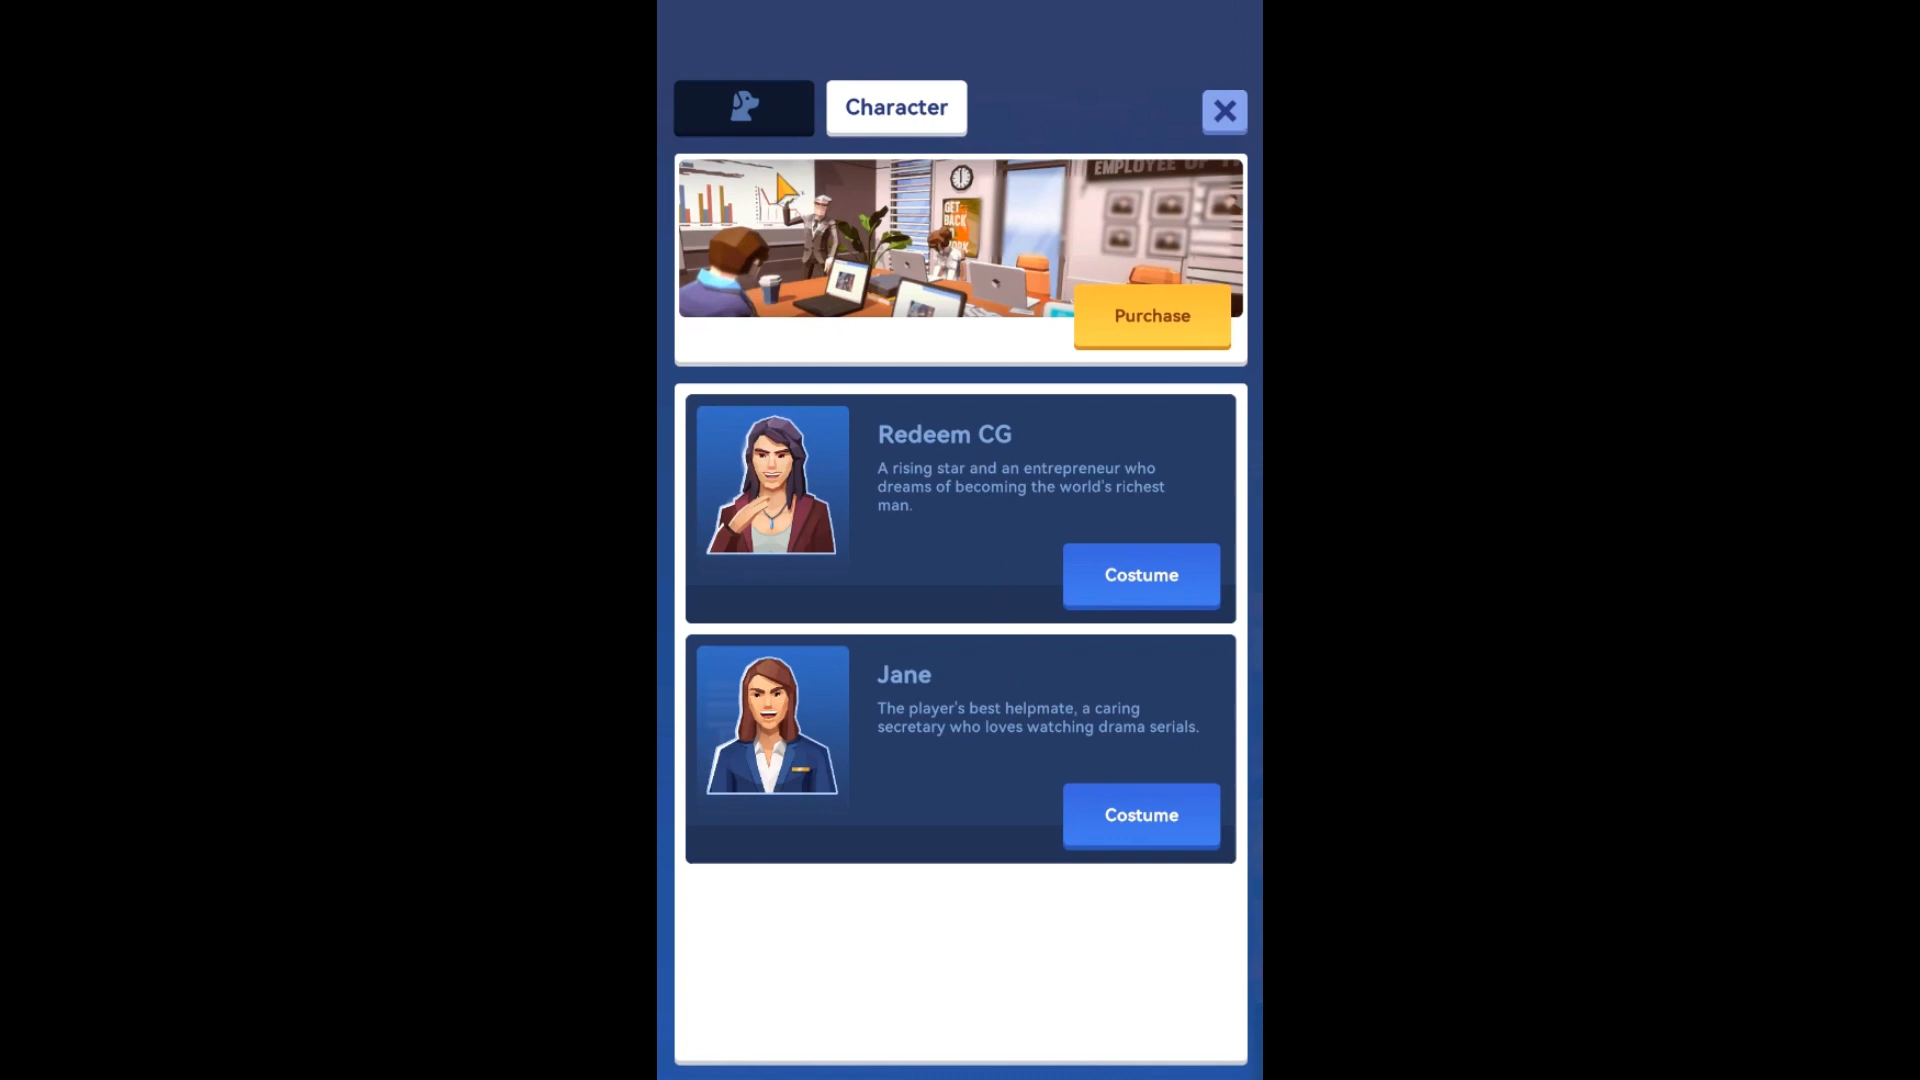 Character
EMPLOYEE OF
GET
BACK
Purchase
Redeem CG
A rising star and an entrepreneur who
dreams of becoming the world's richest
man.
Costume
Jane
The player's best helpmate, a caring
secretary who loves watching drama serials.
Costume